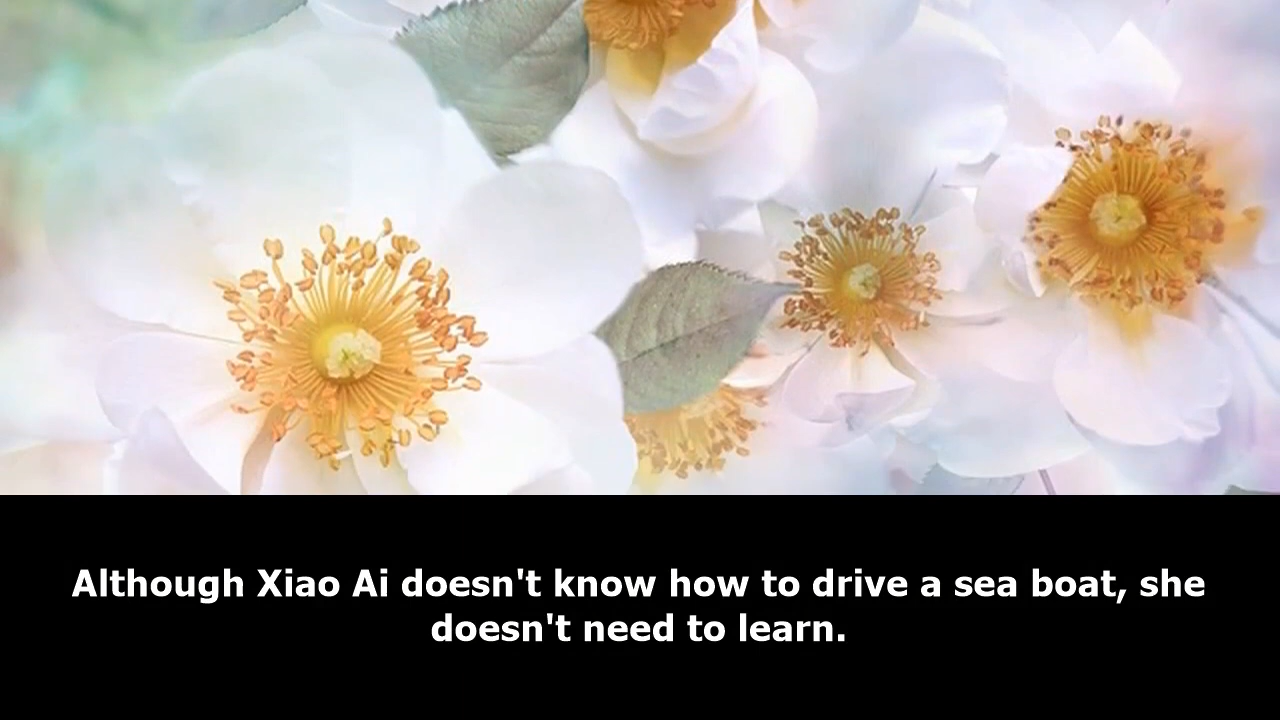 Although Xiao Ai doesn't know how to drive a sea boat, she
doesn't need to learn.